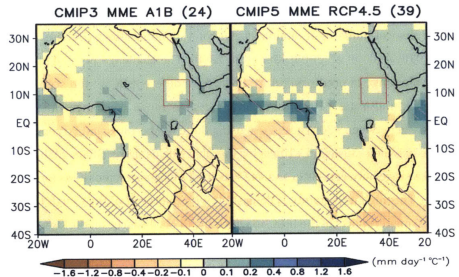 CMIP3 MME A1B (24) CMIP5 MME RCP4.5 (39)
30N 30N
20N 20N
10N 10N
EQ EQ
10S 10S
20S 20S
30S 30S
40S 40S
20W 0 20E 40E 20W 0 20E 40E 20
-1.6 -1.2 -0.8 -0.4 -0.2 -0.1 0 0.1 0.2 0.4 0.8 1.2 1.6 (mm day⁻¹ °C⁻¹)